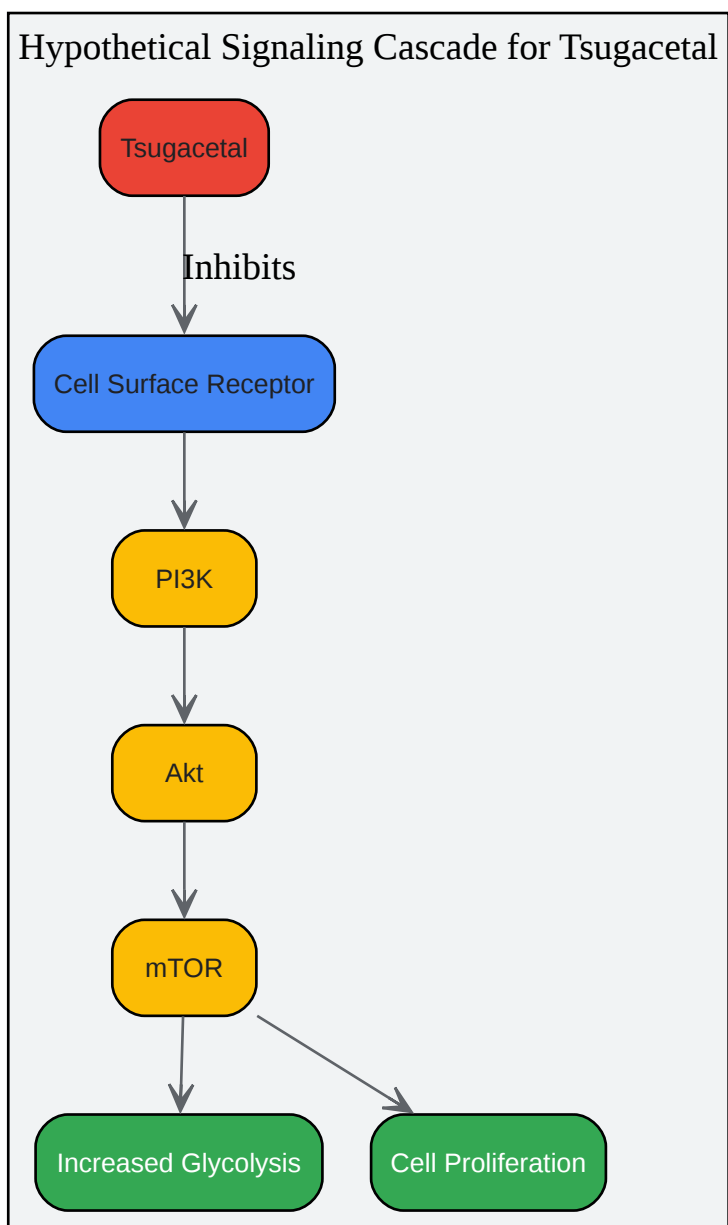 Hypothetical Signaling Cascade for Tsugacetal
Tsugacetal
Inhibits
Cell Surface Receptor
PI3K
Akt
mTOR
Increased Glycolysis
Cell Proliferation